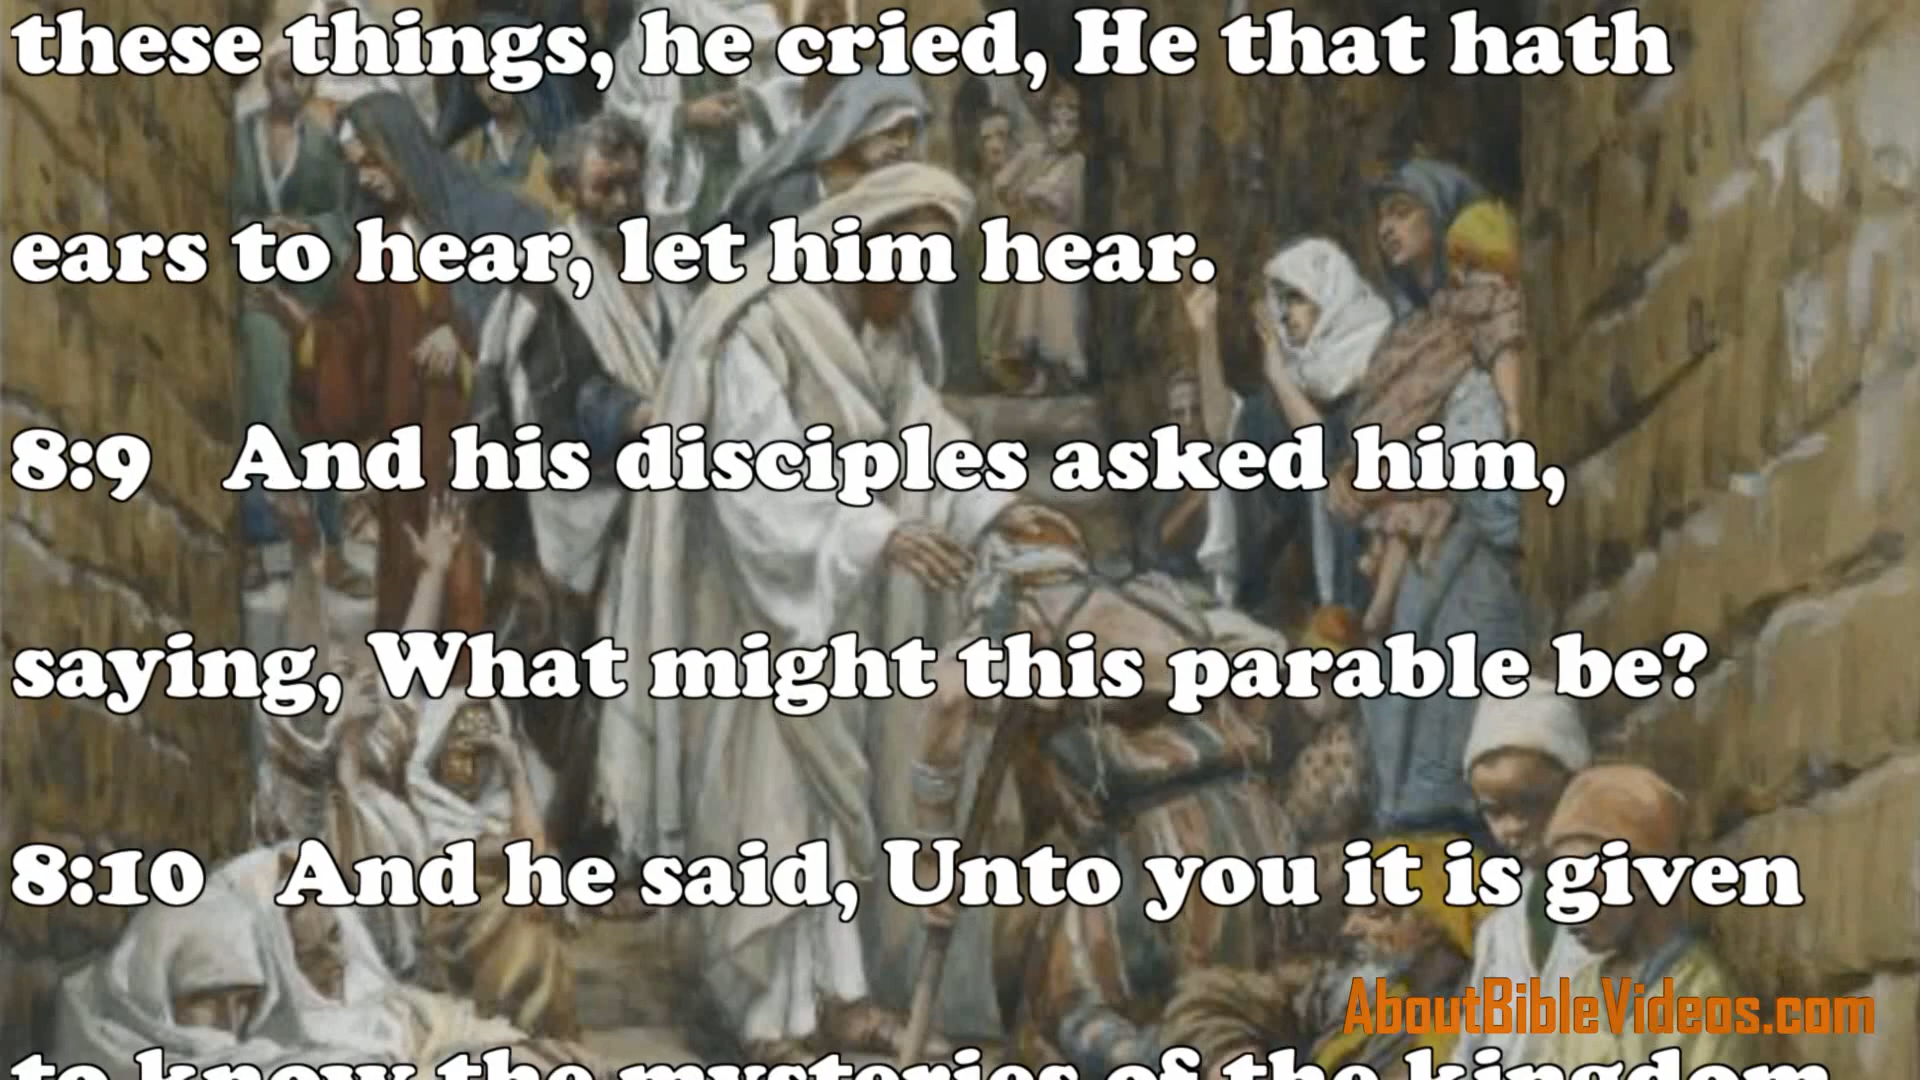 these things, he cried, He that hath
ears to hear, let him hear.
8:9 And his disciples asked him,
saying, What might this parable be?
8:10 And he said, Unto you it is given
AboutBibleVideos.com
to know the mysteries of the kingdom